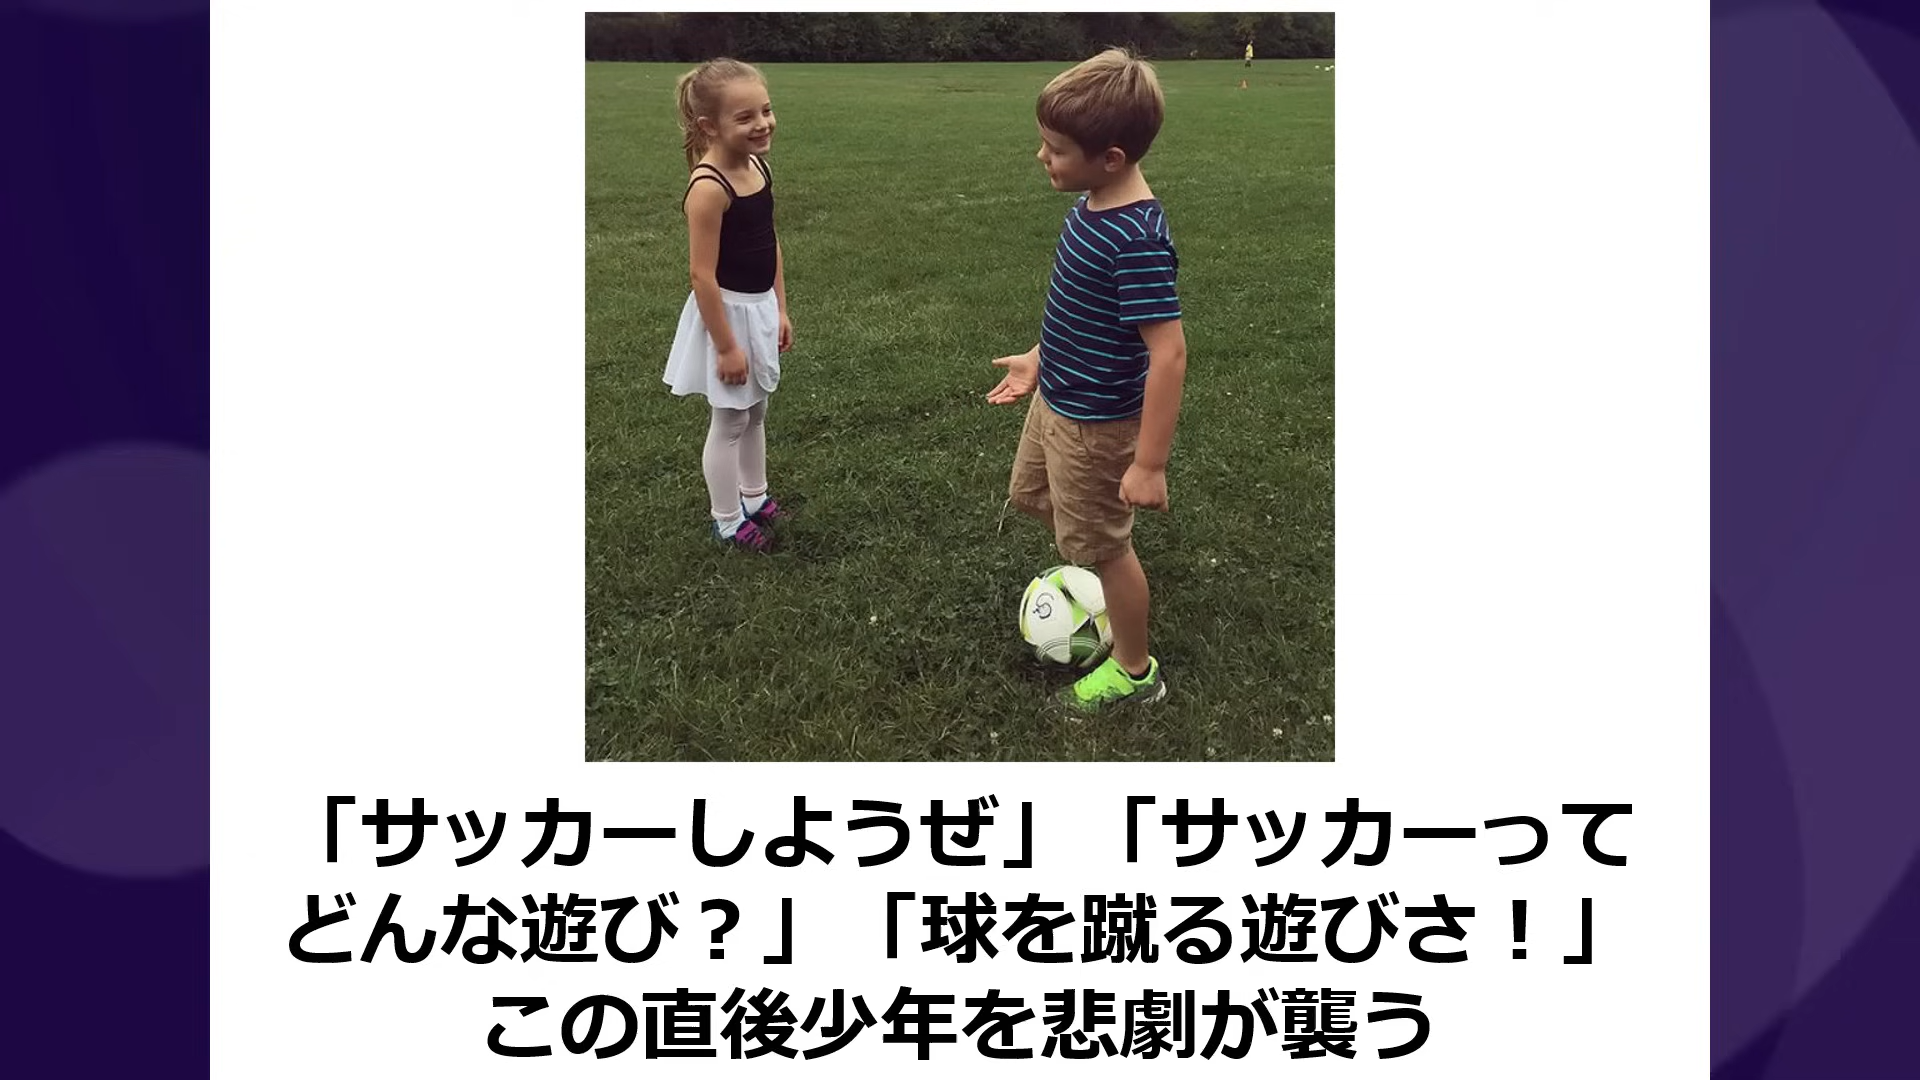 「サッカーしようぜ」「サッカーって
どんな遊び？」「球を蹴る遊びさ！」
この直後少年を悲劇が襲う